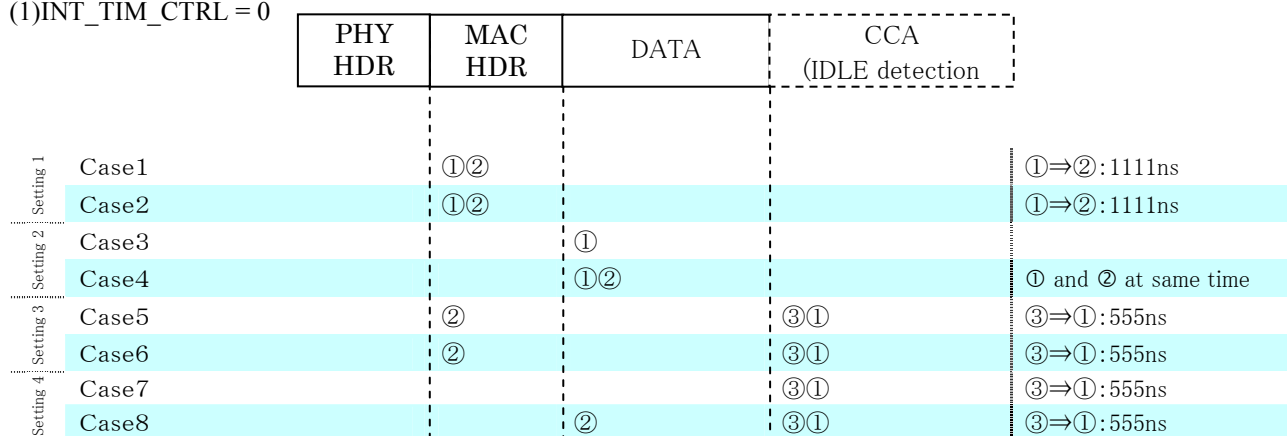 (1)INT_TIM_CTRL = 0
PHY HDR MAC HDR DATA CCA (IDLE detection
Setting 1
Case1 ①② ①⇒②:1111ns
Case2 ①② ①⇒②:1111ns
Setting 2
Case3 ①
Case4 ①② ① and ② at same time
Setting 3
Case5 ② ③① ③⇒①:555ns
Case6 ② ③① ③⇒①:555ns
Setting 4
Case7 ③① ③⇒①:555ns
Case8 ② ③① ③⇒①:555ns